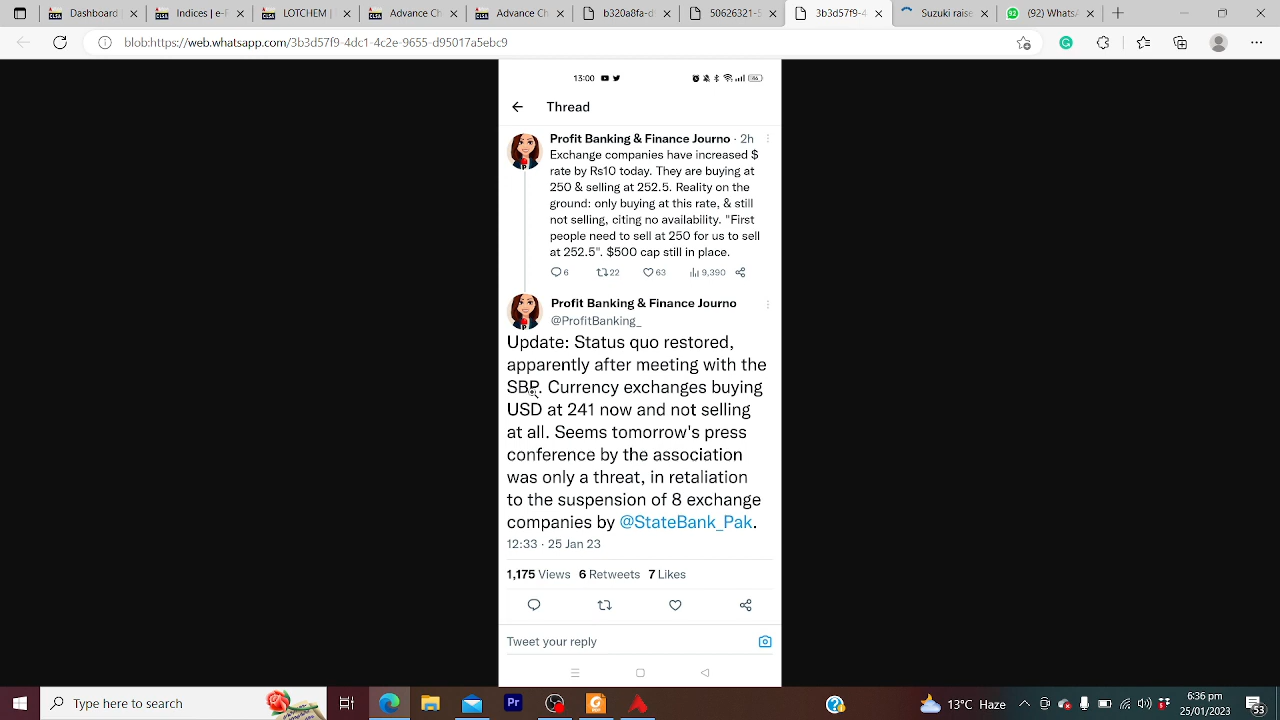 Dashboard
Indices | e-F
LOTCHEM |
Advance Ch
Advance Ch
b320a8fa-d
50626321-5
3b3d57f9-4
Suzuki raise
92 (92) WhatsA
blob:https://web.whatsapp.com/3b3d57f9-4dc1-4c2e-9655-d95017a5ebc9
13:00
Thread
Profit Banking & Finance Journo · 2h
Exchange companies have increased $
rate by Rs10 today. They are buying at
250 & selling at 252.5. Reality on the
ground: only buying at this rate, & still
not selling, citing no availability. "First
people need to sell at 250 for us to sell
at 252.5". $500 cap still in place.
6 22 63 9,390
Profit Banking & Finance Journo
@ProfitBanking_
Update: Status quo restored,
apparently after meeting with the
SBP. Currency exchanges buying
USD at 241 now and not selling
at all. Seems tomorrow's press
conference by the association
was only a threat, in retaliation
to the suspension of 8 exchange
companies by @StateBank_Pak.
12:33 · 25 Jan 23
1,175 Views 6 Retweets 7 Likes
Tweet your reply
Type here to search
Pr
13°C Haze
6:36 pm
25/01/2023